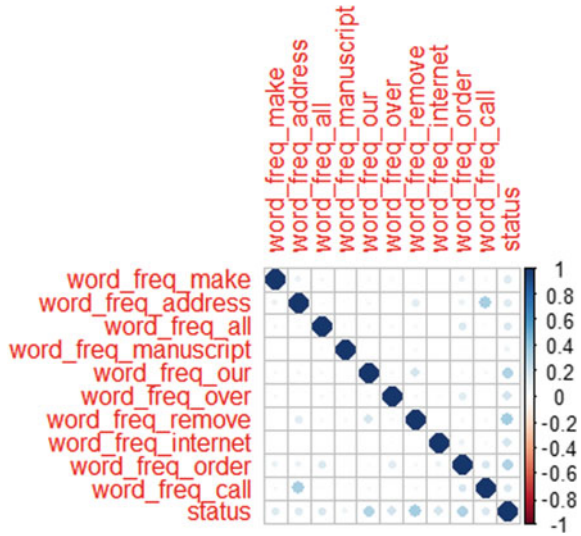 word_freq_make
word_freq_address
word_freq_all
word_freq_manuscript
word_freq_our
word_freq_over
word_freq_remove
word_freq_internet
word_freq_order
word_freq_call
status
word_freq_make
word_freq_address
word_freq_all
word_freq_manuscript
word_freq_our
word_freq_over
word_freq_remove
word_freq_internet
word_freq_order
word_freq_call
status
1
0.8
0.6
0.4
0.2
0
-0.2
-0.4
-0.6
-0.8
-1